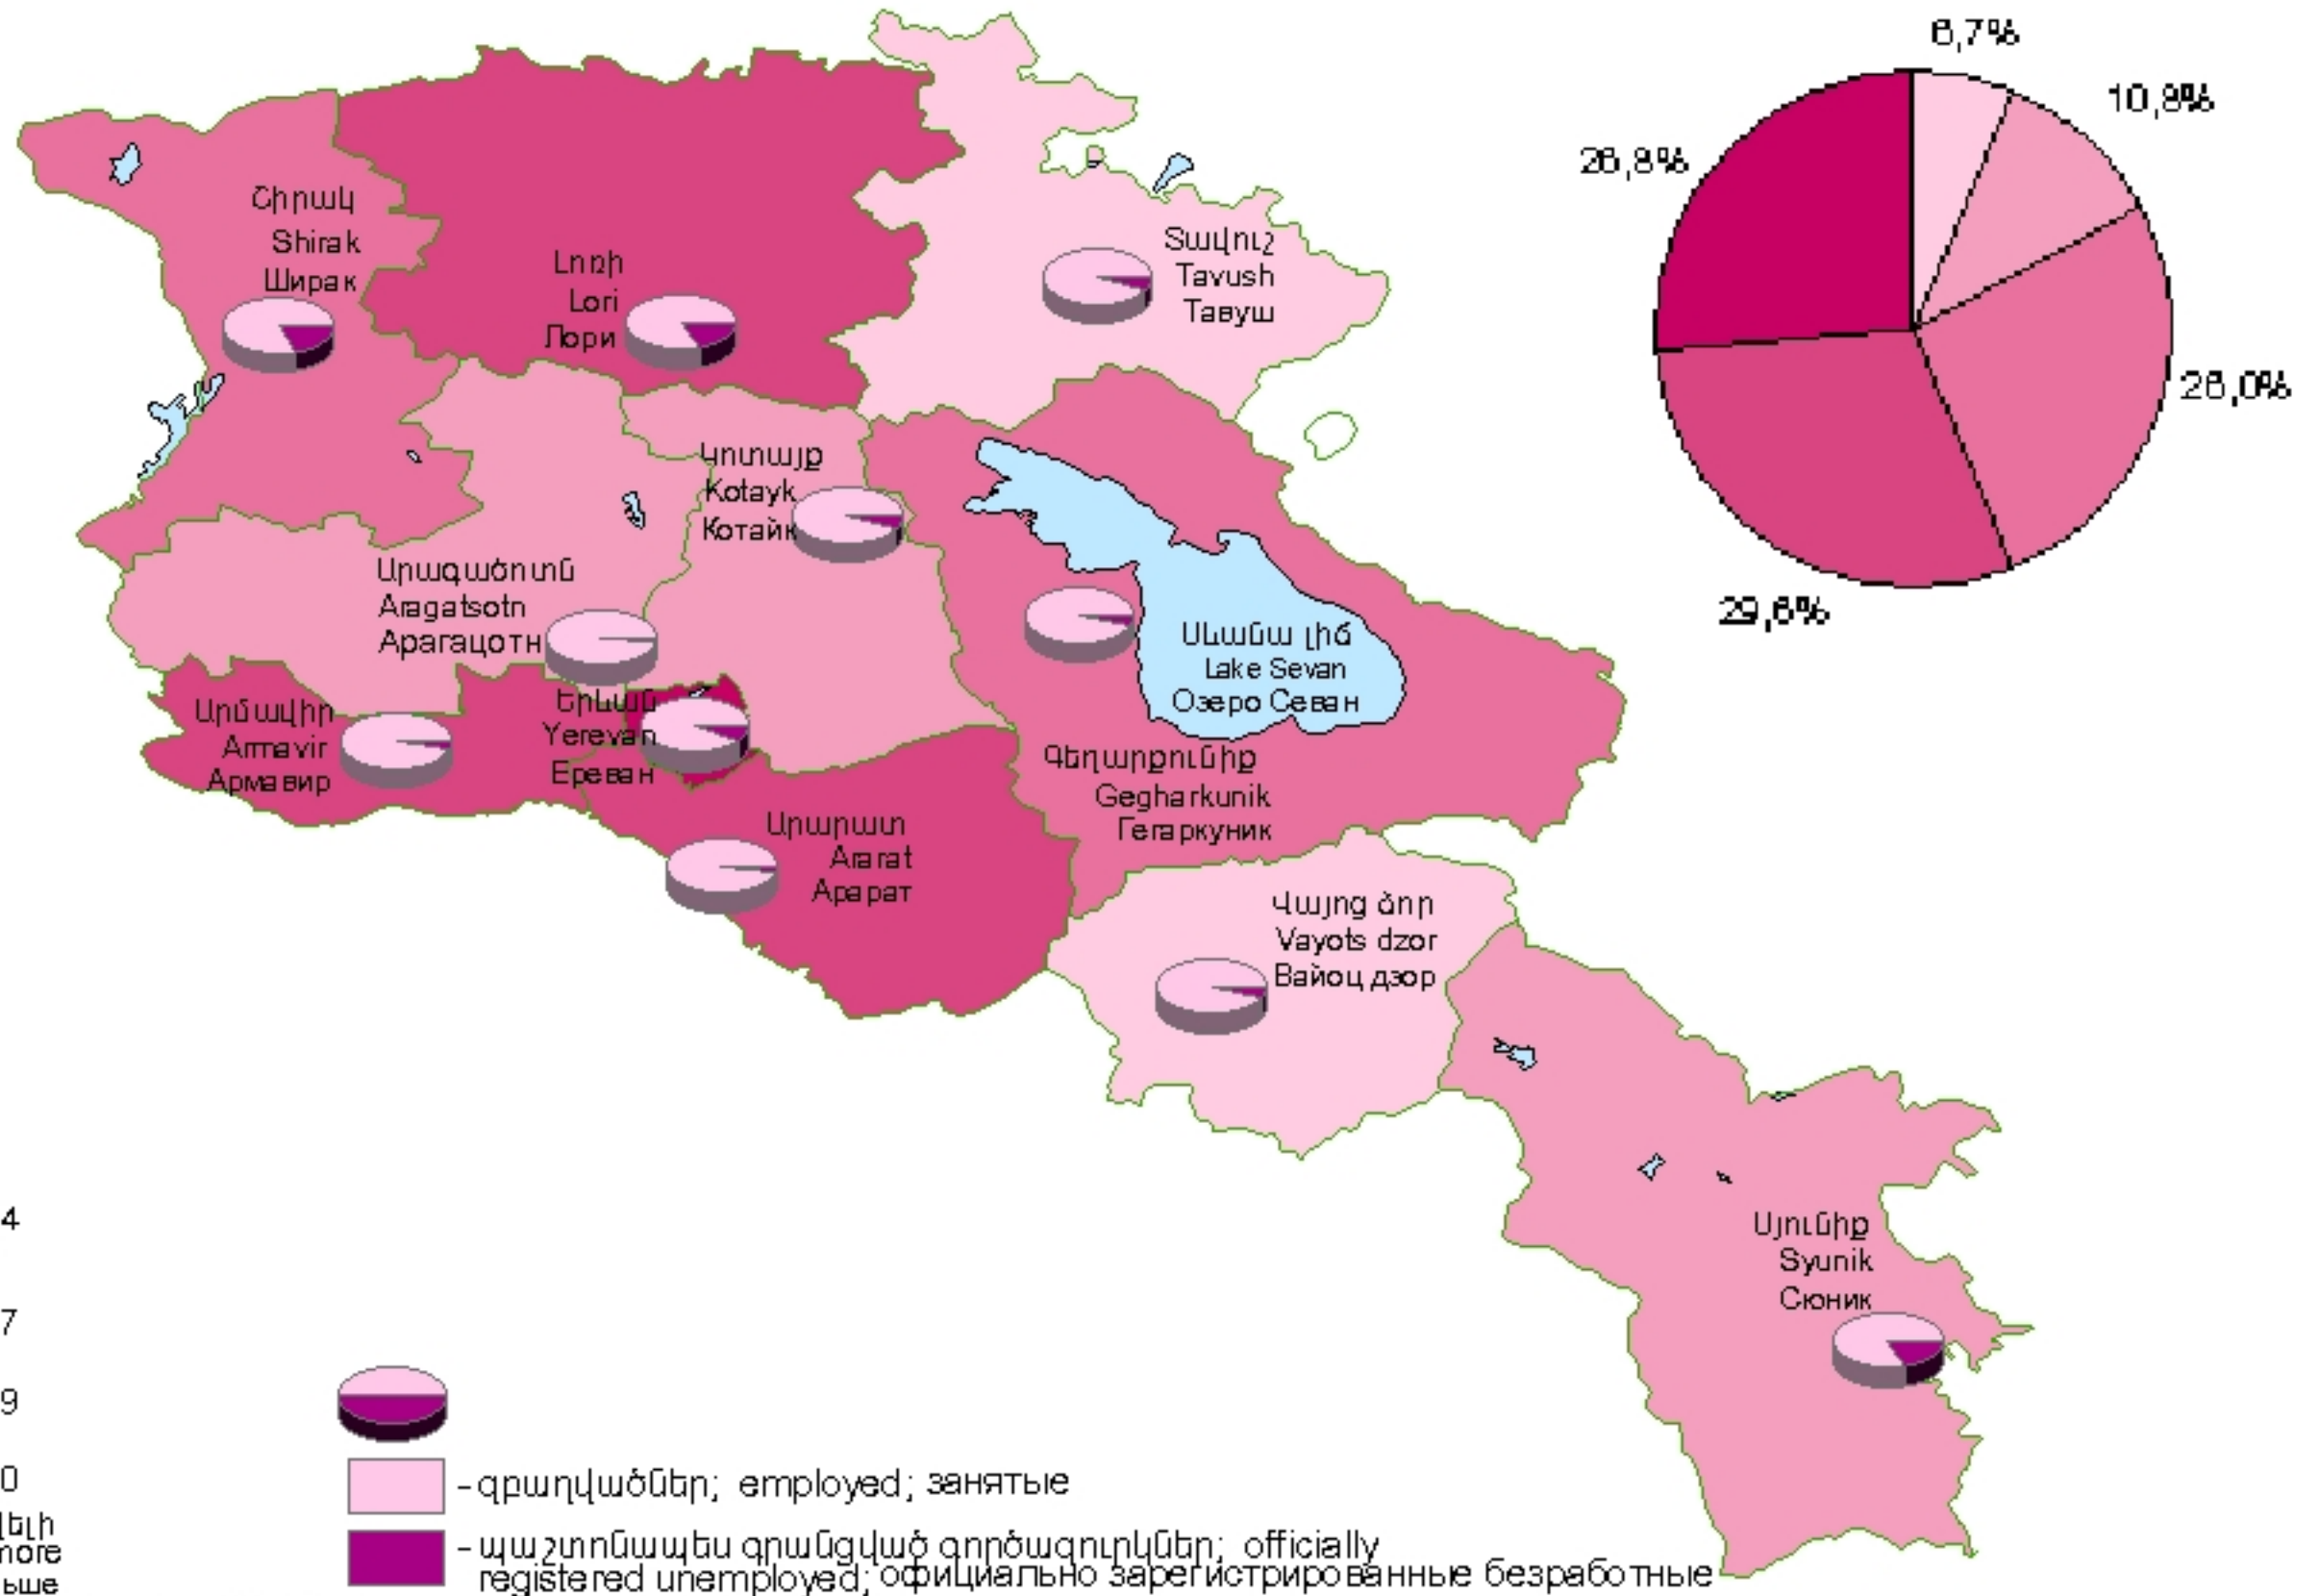 6,7%
10,8%
26,8%
26,0%
29,6%
Շիրակ
Shirak
Ширак
Լոռի
Lori
Лори
Տավուշ
Tavush
Тавуш
Կոտայք
Kotayk
Котайк
Արագածոտն
Aragatsotn
Арагацотн
Սևանա լիճ
Lake Sevan
Озеро Севан
Արմավիր
Armavir
Армавир
Երևան
Yerevan
Ереван
Գեղարքունիք
Gegharkunik
Гегаркуник
Արարատ
Ararat
Арарат
Վայոց ձոր
Vayots dzor
Вайоц дзор
Սյունիք
Syunik
Сюник
4
7
9
0
more
- զբաղվածներ; employed; занятые
- պաշտոնապես գրանցված գործազուրկներ; officially
registered unemployed; официально зарегистрированные безработные